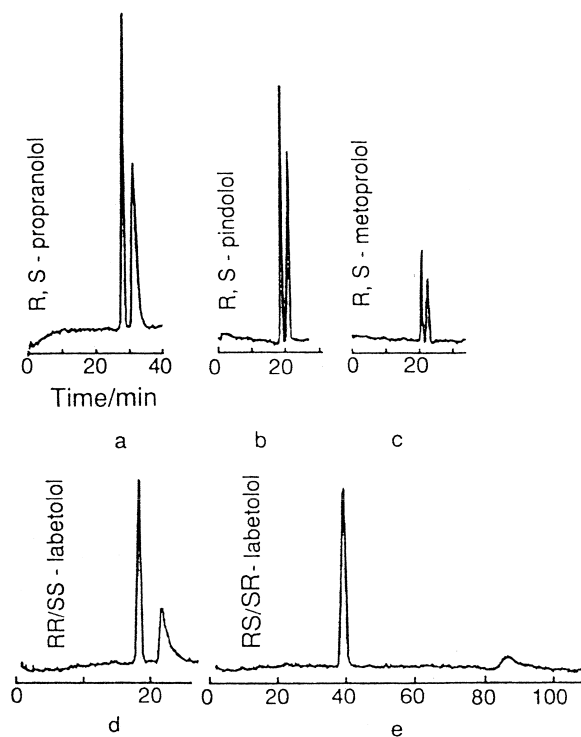 R, S - propranolol
R, S - pindolol
R, S - metoprolol
0 20 40
0 20
0 20
Time/min
a
b
c
RR/SS - labetolol
RS/SR - labetolol
0 20
0 20 40 60 80 100
d
e